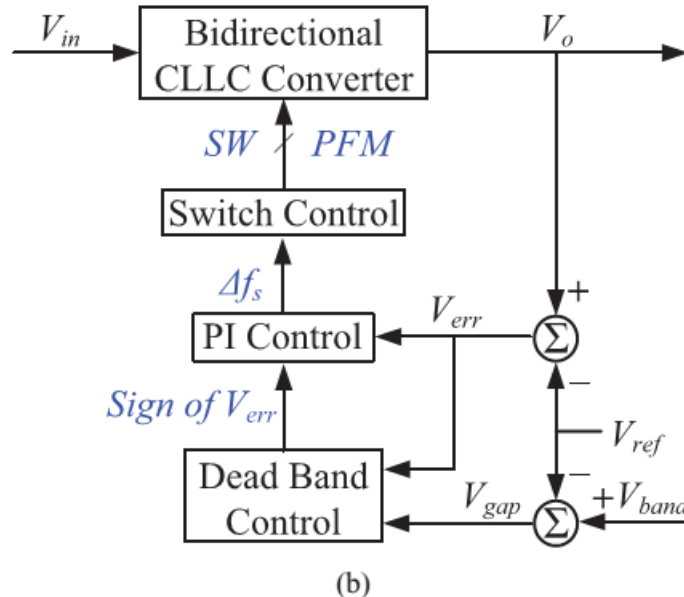 V_in
Bidirectional
CLLC Converter
V_o
SW / PFM
Switch Control
Δf_s
+
PI Control
V_err
Σ
−
Sign of V_err
V_ref
−
Dead Band
Control
V_gap
Σ
+V_band
(b)